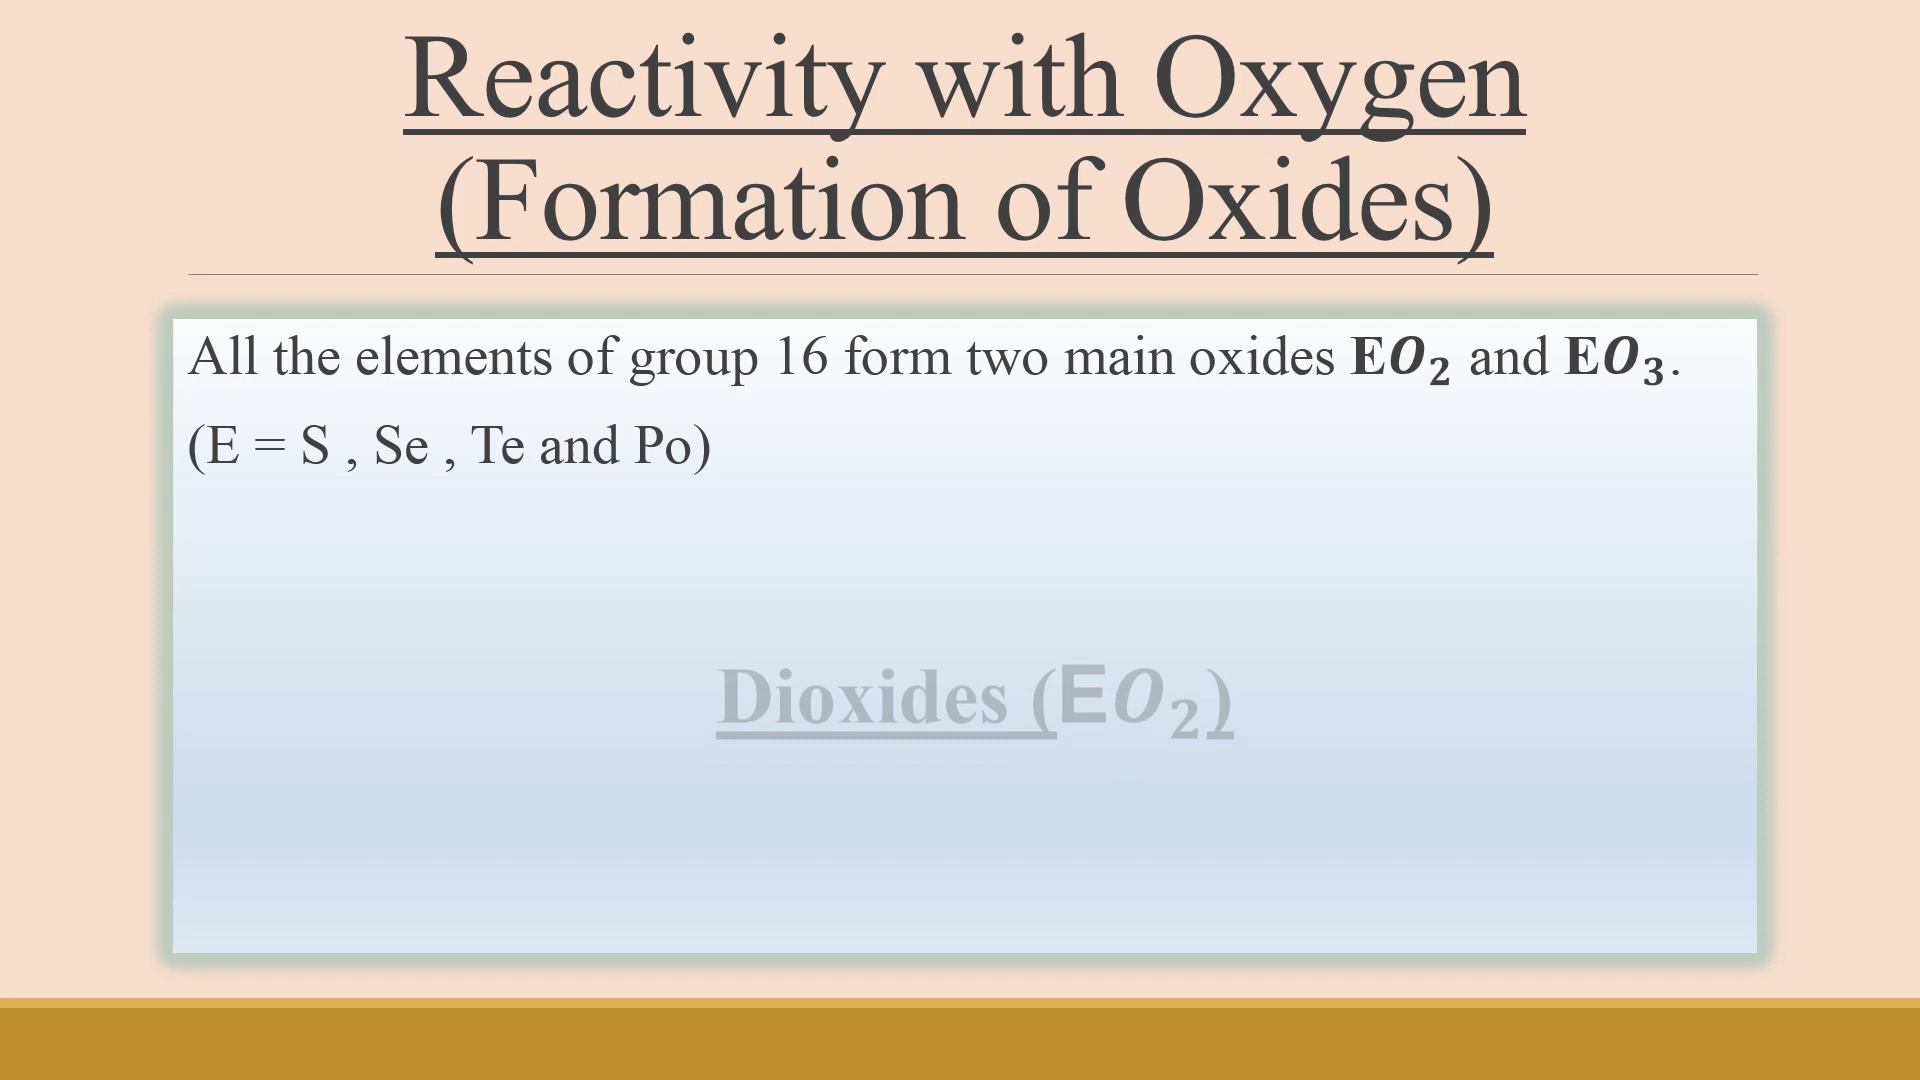 Reactivity with Oxygen
(Formation of Oxides)
All the elements of group 16 form two main oxides EO₂ and EO₃.
(E = S , Se , Te and Po)
Dioxides (EO₂)